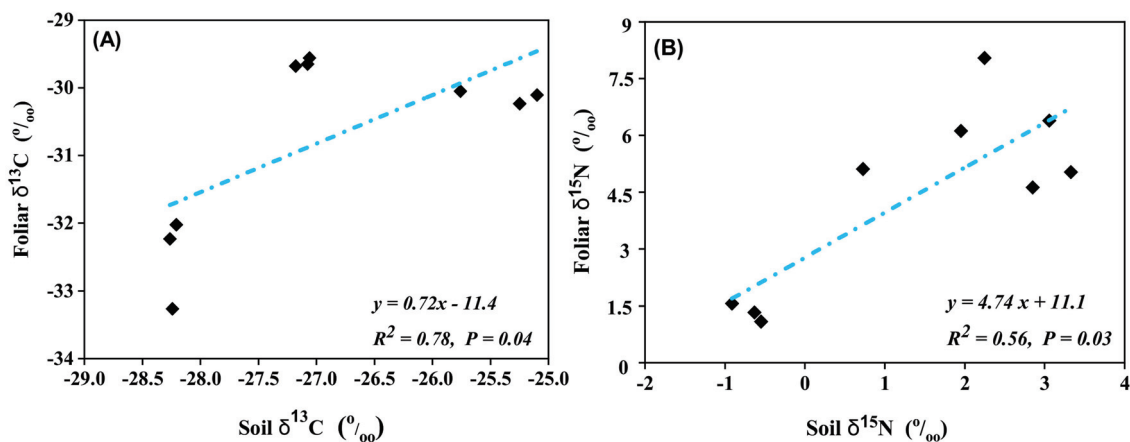 (A)
-29
-30
-31
-32
-33
-34
Foliar δ13C (o/oo)
y = 0.72x - 11.4
R2 = 0.78, P = 0.04
-29.0 -28.5 -28.0 -27.5 -27.0 -26.5 -26.0 -25.5 -25.0
Soil δ13C (o/oo)
(B)
9
7.5
6
4.5
3
1.5
0
Foliar δ15N (o/oo)
y = 4.74 x + 11.1
R2 = 0.56, P = 0.03
-2 -1 0 1 2 3 4
Soil δ15N (o/oo)